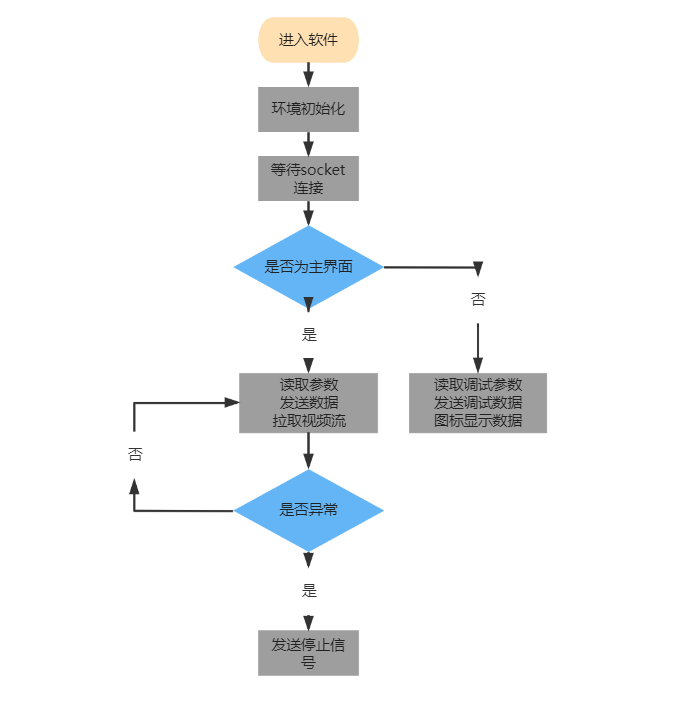 进入软件
环境初始化
等待socket
连接
是否为主界面
否
是
读取参数
发送数据
拉取视频流
读取调试参数
发送调试数据
图标显示数据
否
是否异常
是
发送停止信
号